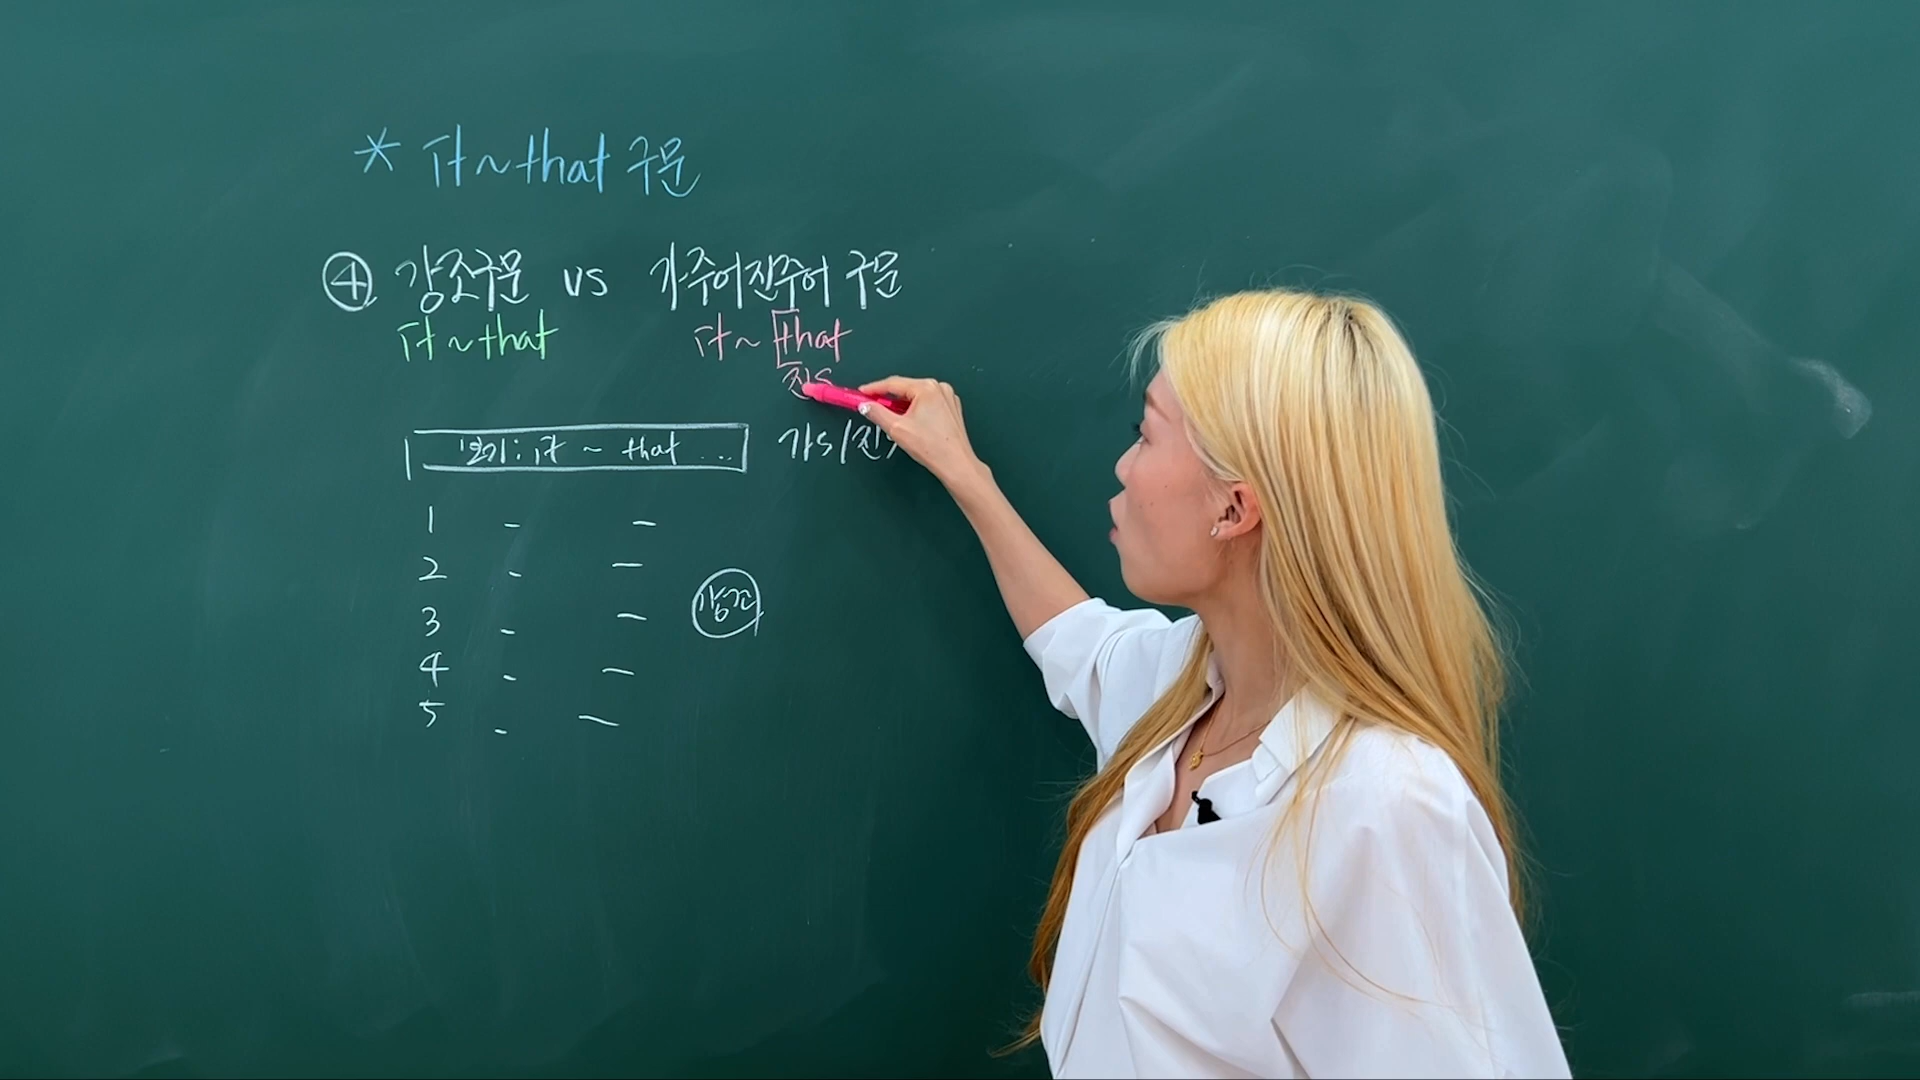 * it ~ that 구문
④ 강조구문 vs 가주어진주어 구문
it ~ that
it ~ that
진S
보기 : it ~ that ...
가S / 진S
1 - -
2 - -
3 - -
4 - -
5 - -
강조